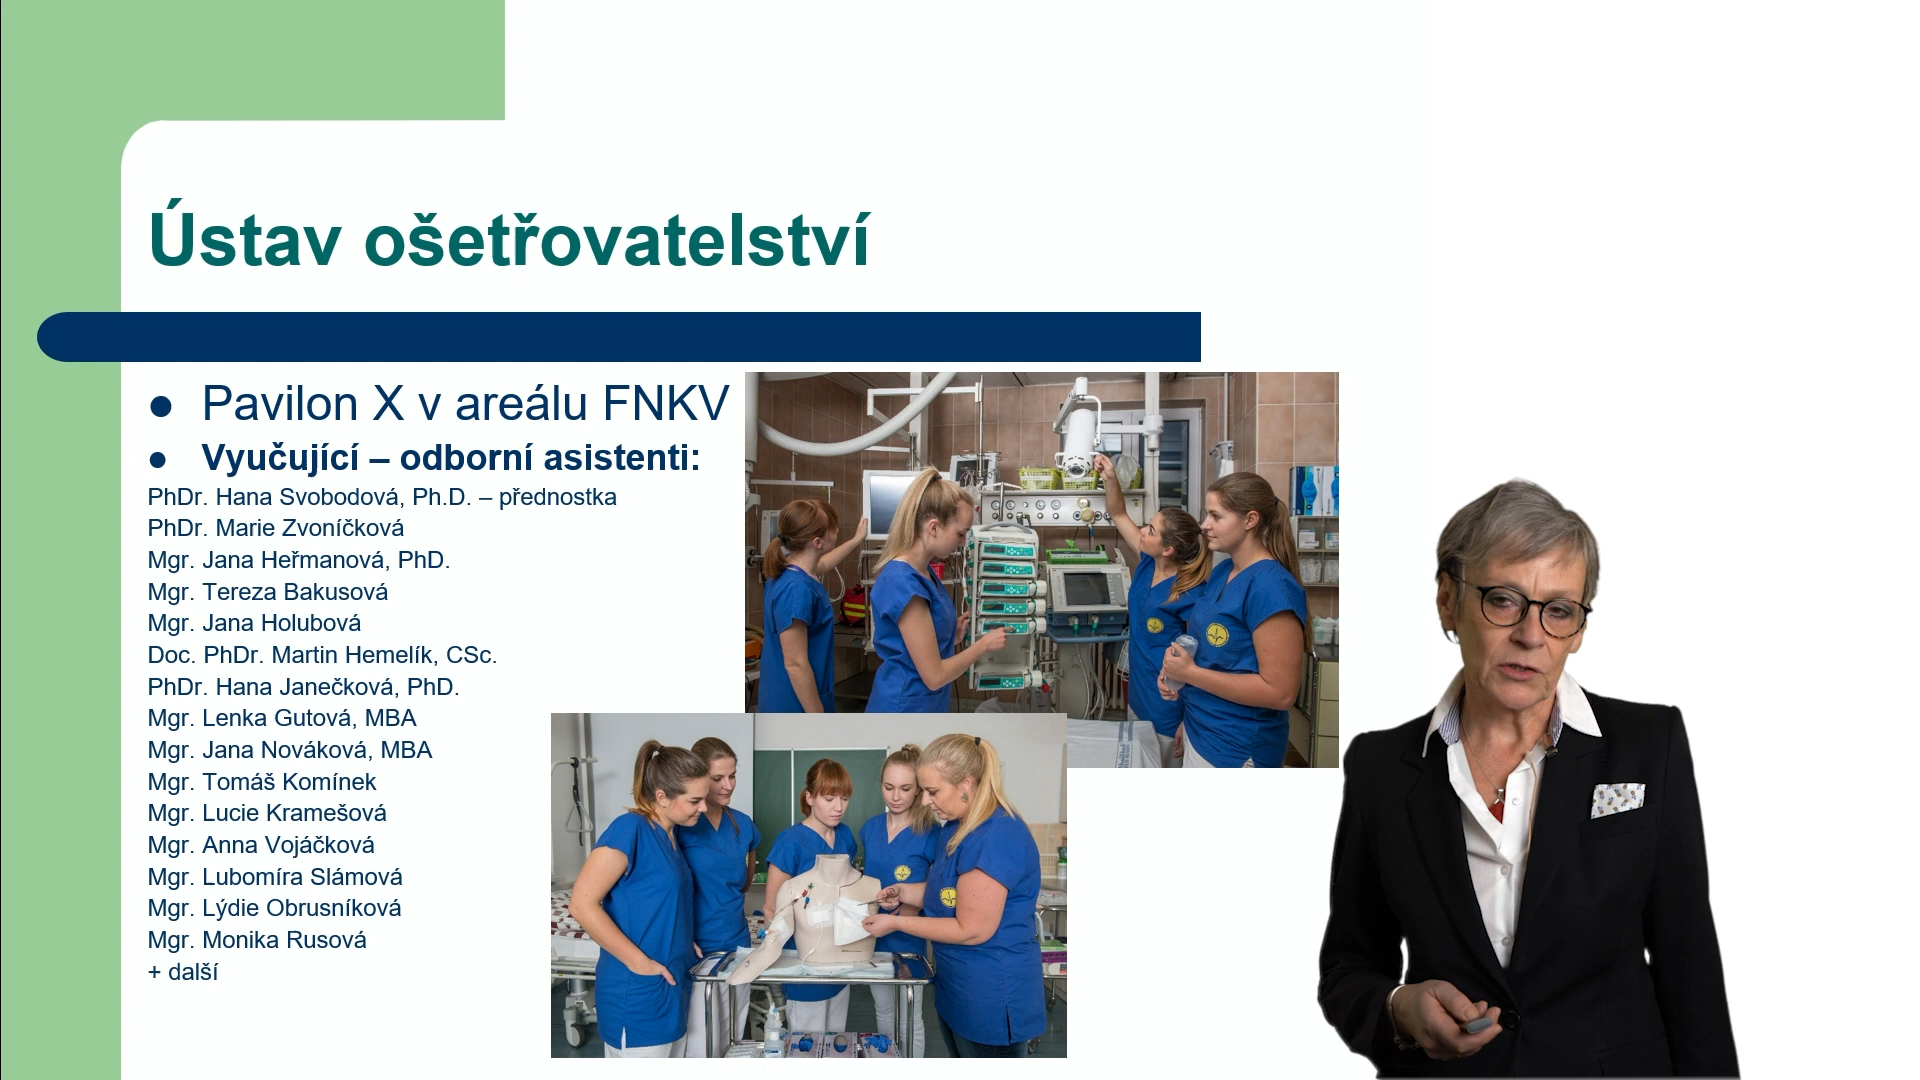 Ústav ošetřovatelství
● Pavilon X v areálu FNKV
● Vyučující – odborní asistenti:
PhDr. Hana Svobodová, Ph.D. – přednostka
PhDr. Marie Zvoníčková
Mgr. Jana Heřmanová, PhD.
Mgr. Tereza Bakusová
Mgr. Jana Holubová
Doc. PhDr. Martin Hemelík, CSc.
PhDr. Hana Janečková, PhD.
Mgr. Lenka Gutová, MBA
Mgr. Jana Nováková, MBA
Mgr. Tomáš Komínek
Mgr. Lucie Kramešová
Mgr. Anna Vojáčková
Mgr. Lubomíra Slámová
Mgr. Lýdie Obrusníková
Mgr. Monika Rusová
+ další